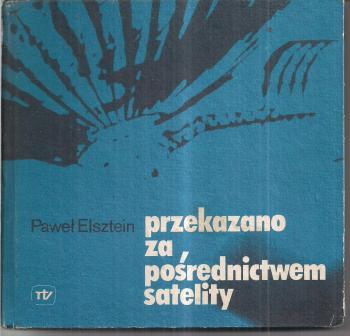 Paweł Elsztein
przekazano
za
pośrednictwem
satelity
rtv